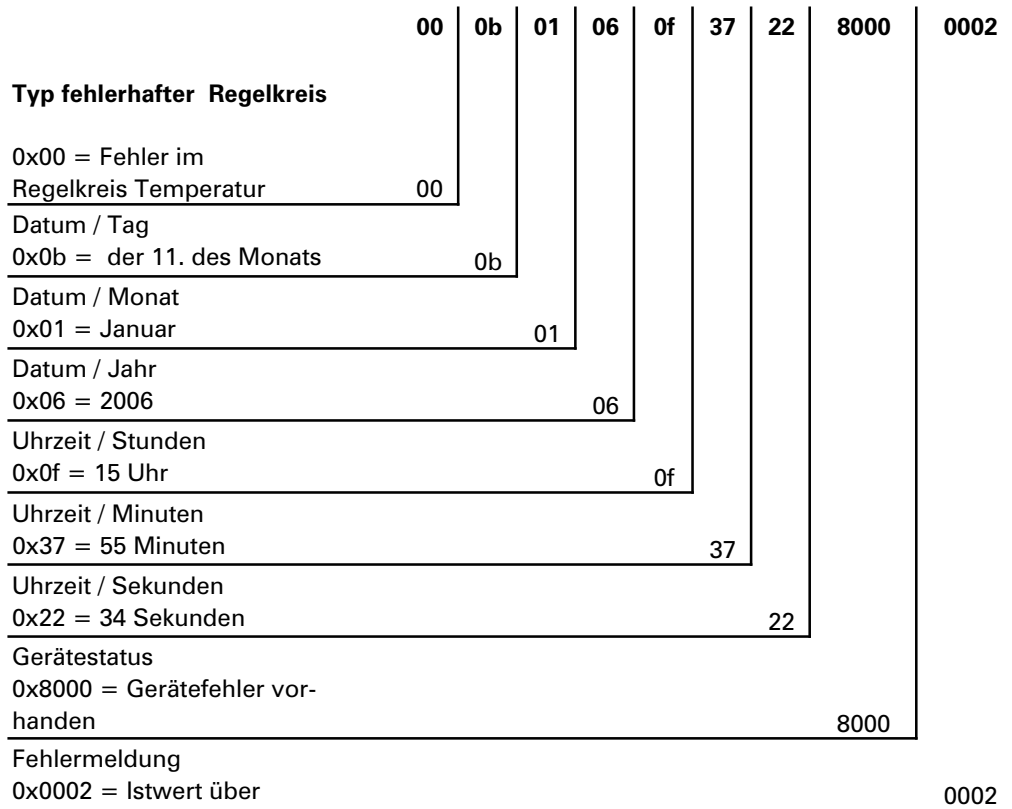 00 0b 01 06 0f 37 22 8000 0002
Typ fehlerhafter Regelkreis
0x00 = Fehler im
Regelkreis Temperatur 00
Datum / Tag
0x0b = der 11. des Monats 0b
Datum / Monat
0x01 = Januar 01
Datum / Jahr
0x06 = 2006 06
Uhrzeit / Stunden
0x0f = 15 Uhr 0f
Uhrzeit / Minuten
0x37 = 55 Minuten 37
Uhrzeit / Sekunden
0x22 = 34 Sekunden 22
Gerätestatus
0x8000 = Gerätefehler vor-
handen 8000
Fehlermeldung
0x0002 = Istwert über 0002